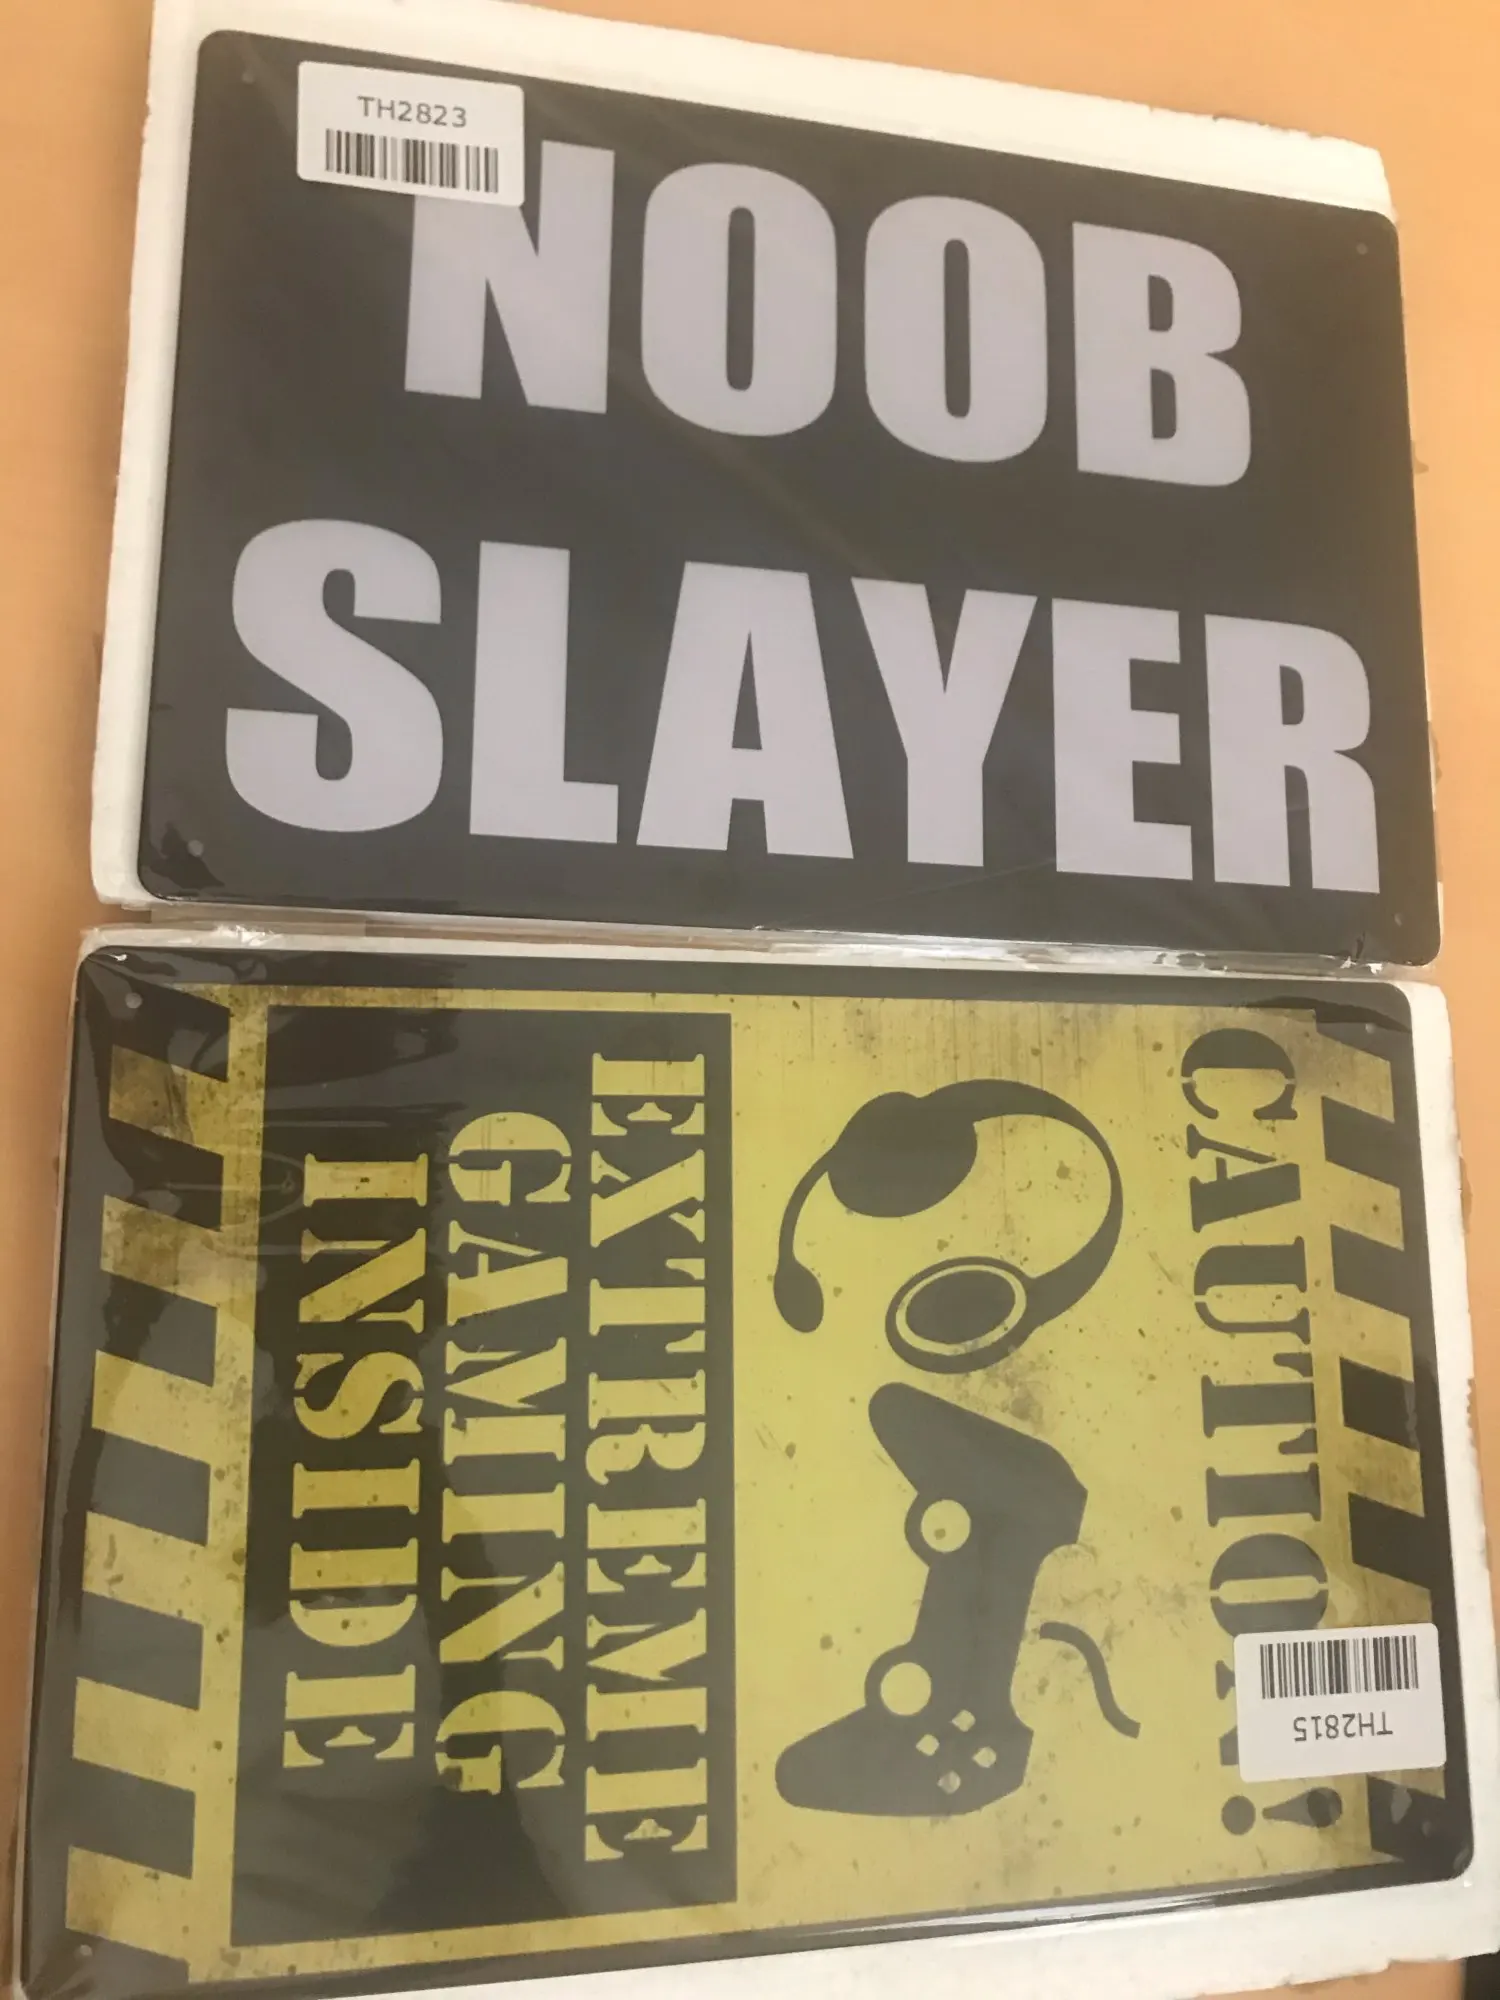 TH2823
NOOB
SLAYER
CAUTION!
EXTREME
GAMING
INSIDE
TH2815